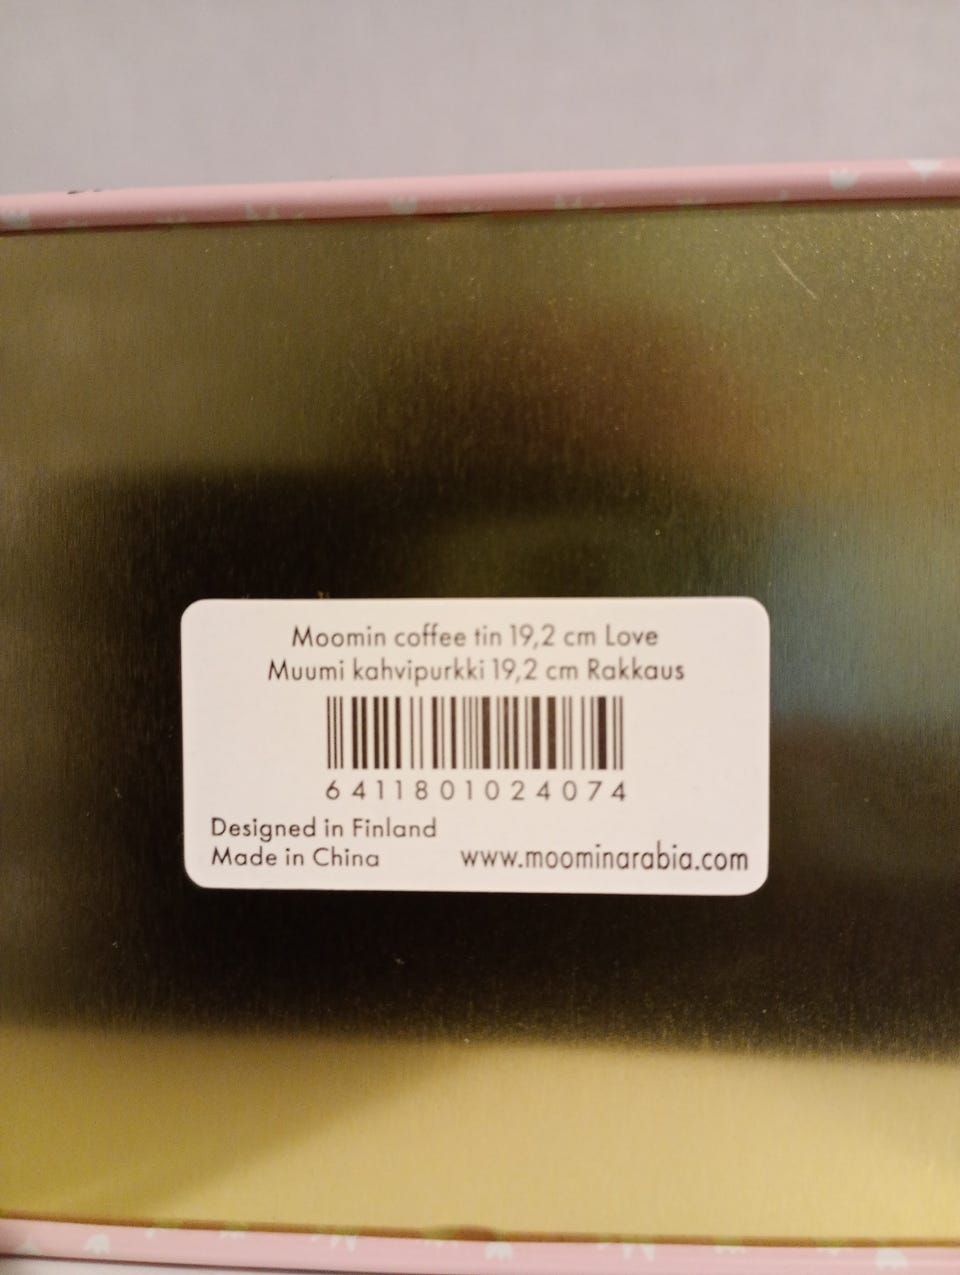 Moomin coffee tin 19,2 cm Love
Muumi kahvipurkki 19,2 cm Rakkaus
6411801024074
Designed in Finland
Made in China
www.moominarabia.com